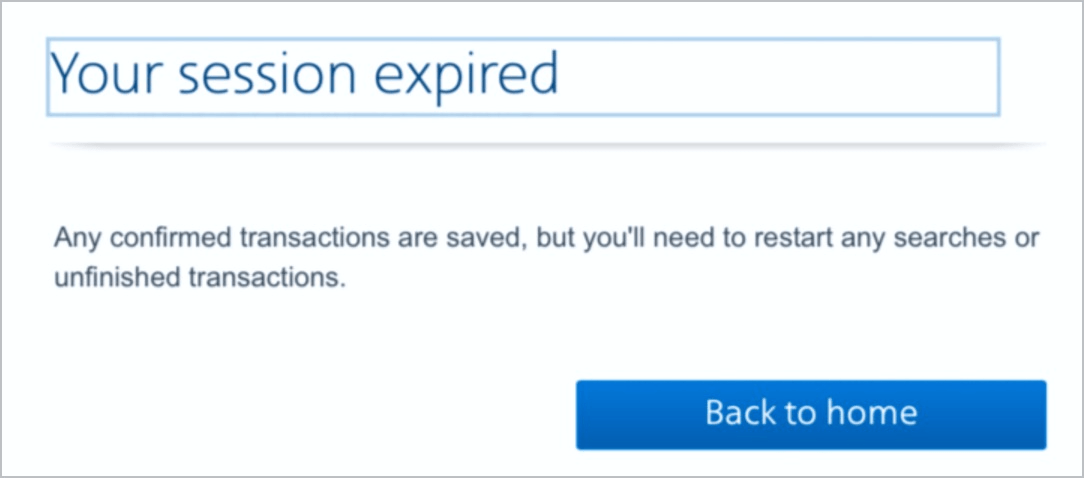 Your session expired
Any confirmed transactions are saved, but you'll need to restart any searches or
unfinished transactions.
Back to home